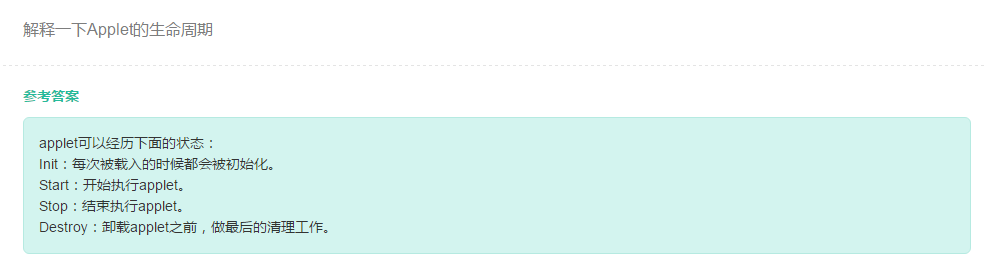 解释一下Applet的生命周期
参考答案
applet可以经历下面的状态：
Init：每次被载入的时候都会被初始化。
Start：开始执行applet。
Stop：结束执行applet。
Destroy：卸载applet之前，做最后的清理工作。